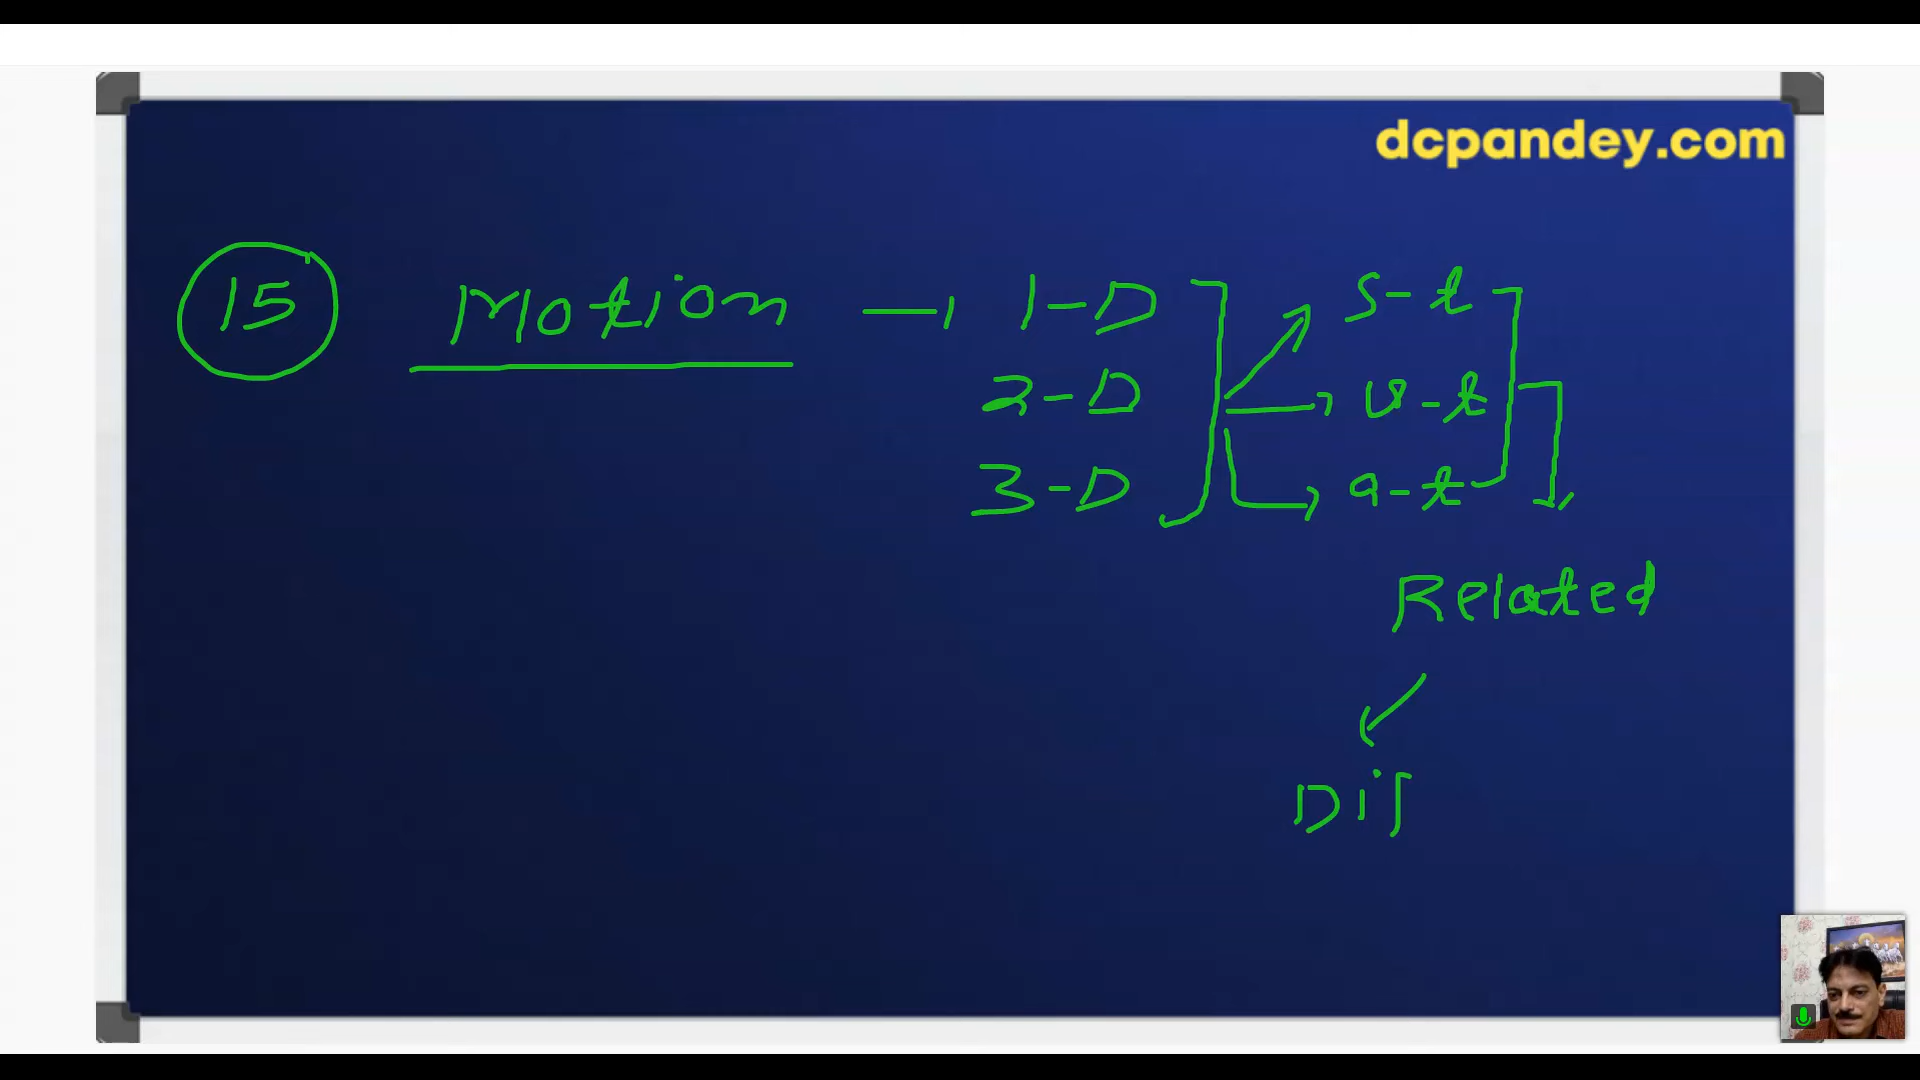 dcpandey.com
15 Motion → 1-D s-t
2-D → v-t
3-D → a-t
Related
Dif